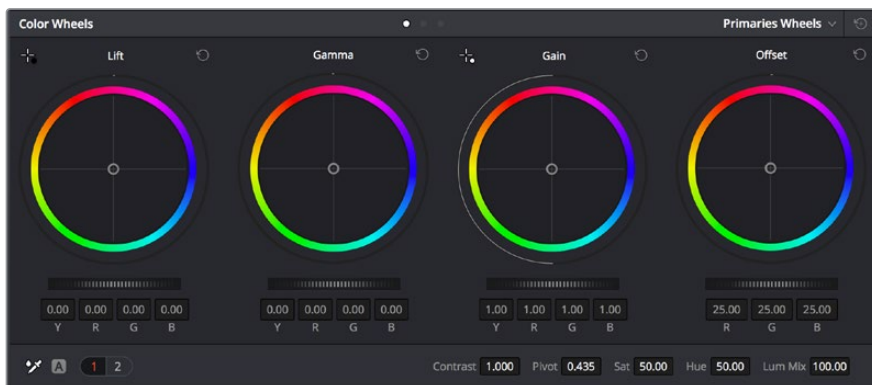 Color Wheels Primaries Wheels
Lift Gamma Gain Offset
0.00 0.00 0.00 0.00 0.00 0.00 0.00 0.00 1.00 1.00 1.00 1.00 25.00 25.00 25.00
Y R G B Y R G B Y R G B R G B
A 1 2 Contrast 1.000 Pivot 0.435 Sat 50.00 Hue 50.00 Lum Mix 100.00